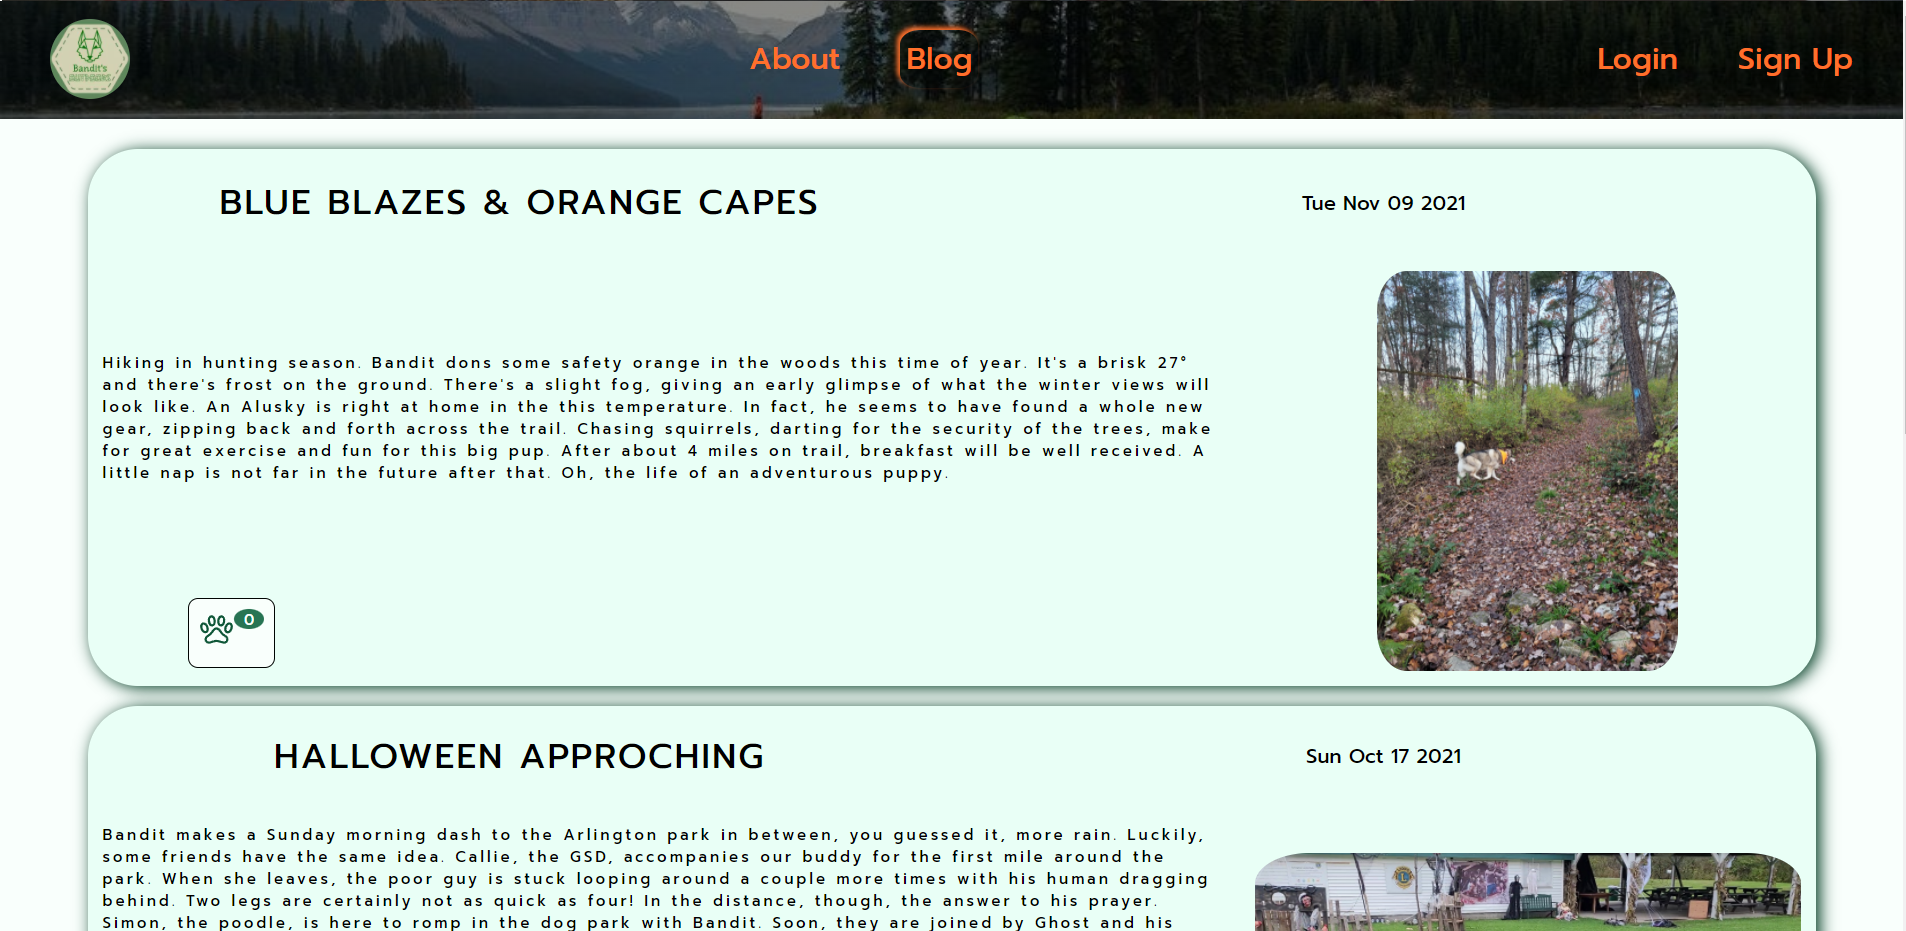 Bandit's
About
Blog
Login
Sign Up
BLUE BLAZES & ORANGE CAPES
Tue Nov 09 2021
Hiking in hunting season. Bandit dons some safety orange in the woods this time of year. It's a brisk 27°
and there's frost on the ground. There's a slight fog, giving an early glimpse of what the winter views will
look like. An Alusky is right at home in the this temperature. In fact, he seems to have found a whole new
gear, zipping back and forth across the trail. Chasing squirrels, darting for the security of the trees, make
for great exercise and fun for this big pup. After about 4 miles on trail, breakfast will be well received. A
little nap is not far in the future after that. Oh, the life of an adventurous puppy.
0
HALLOWEEN APPROCHING
Sun Oct 17 2021
Bandit makes a Sunday morning dash to the Arlington park in between, you guessed it, more rain. Luckily,
some friends have the same idea. Callie, the GSD, accompanies our buddy for the first mile around the
park. When she leaves, the poor guy is stuck looping around a couple more times with his human dragging
behind. Two legs are certainly not as quick as four! In the distance, though, the answer to his prayer.
Simon, the poodle, is here to romp in the dog park with Bandit. Soon, they are joined by Ghost and his